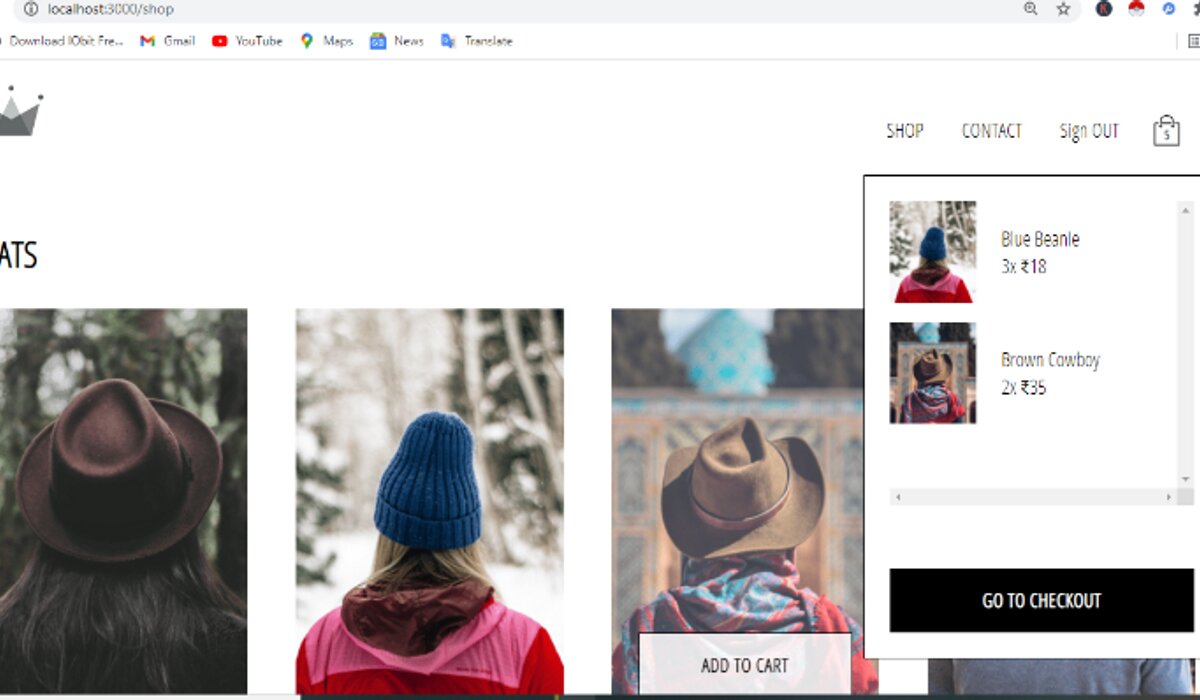 localhost:3000/shop
Download IObit Fre...
Gmail
YouTube
Maps
News
Translate
SHOP
CONTACT
Sign OUT
5
ATS
Blue Beanie
3x ₹18
Brown Cowboy
2x ₹35
GO TO CHECKOUT
ADD TO CART